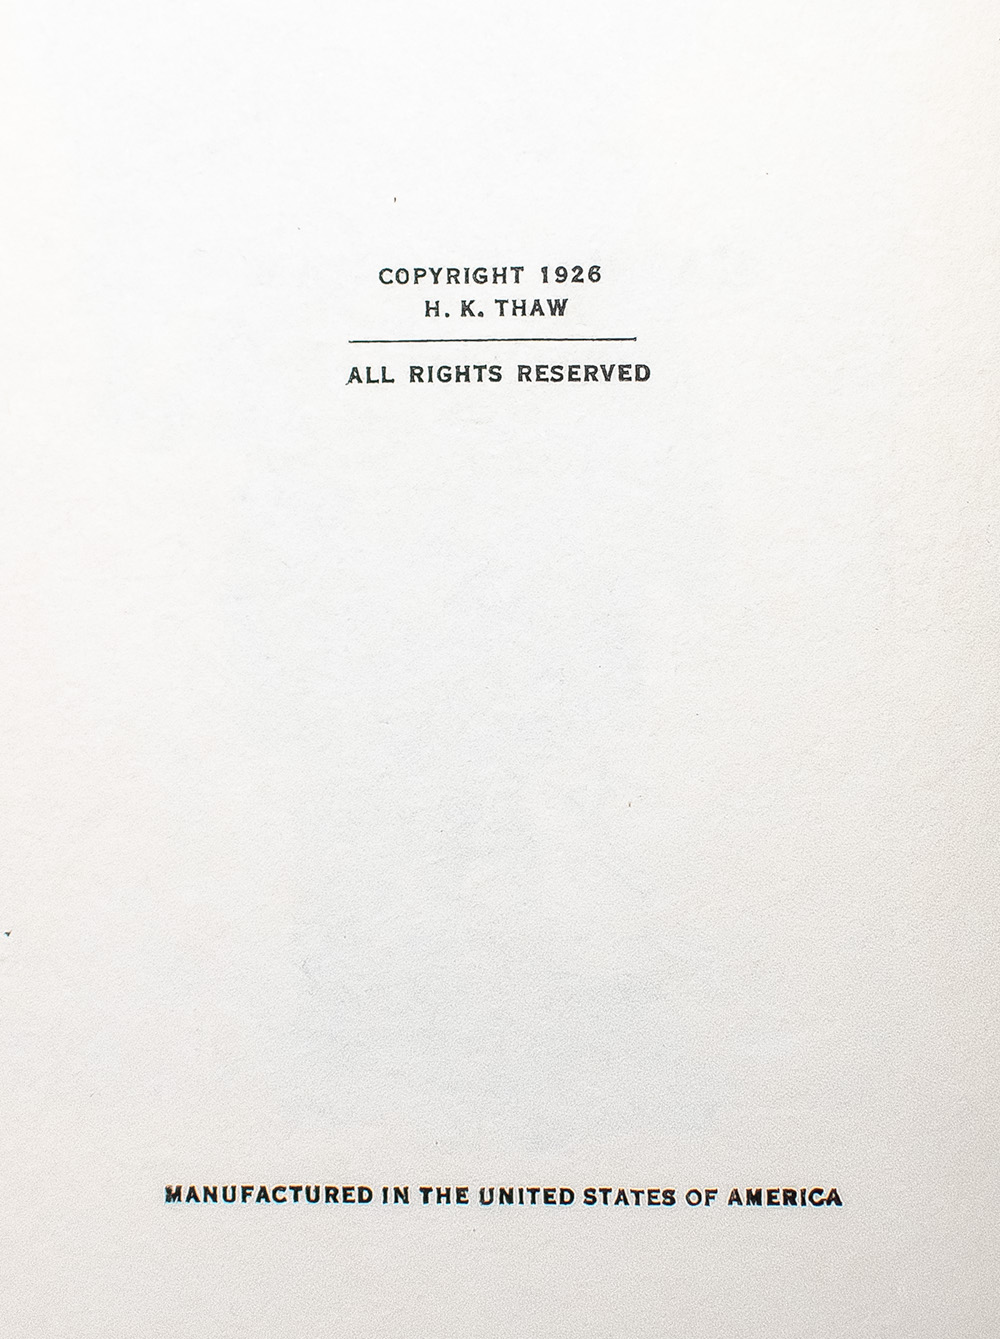 COPYRIGHT 1926
H. K. THAW
ALL RIGHTS RESERVED
MANUFACTURED IN THE UNITED STATES OF AMERICA